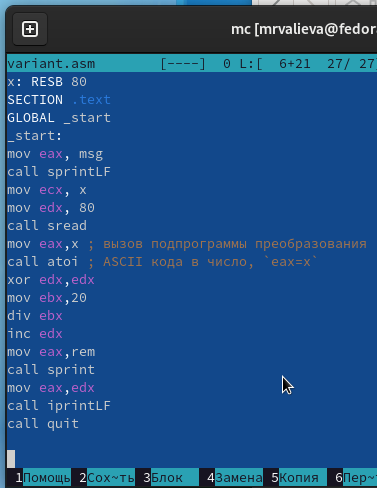 mc [mrvalieva@fedor
variant.asm [----] 0 L:[ 6+21 27/ 27
x: RESB 80
SECTION .text
GLOBAL _start
_start:
mov eax, msg
call sprintLF
mov ecx, x
mov edx, 80
call sread
mov eax,x ; вызов подпрограммы преобразования
call atoi ; ASCII кода в число, `eax=x`
xor edx,edx
mov ebx,20
div ebx
inc edx
mov eax,rem
call sprint
mov eax,edx
call iprintLF
call quit
1Помощь 2Сох~ть 3Блок 4Замена 5Копия 6Пер~т